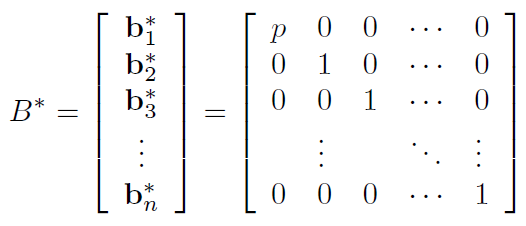 B* = [ b₁* ; b₂* ; b₃* ; ⋮ ; bₙ* ] = [ p 0 0 ⋯ 0
0 1 0 ⋯ 0
0 0 1 ⋯ 0
⋮ ⋱ ⋮
0 0 0 ⋯ 1 ]